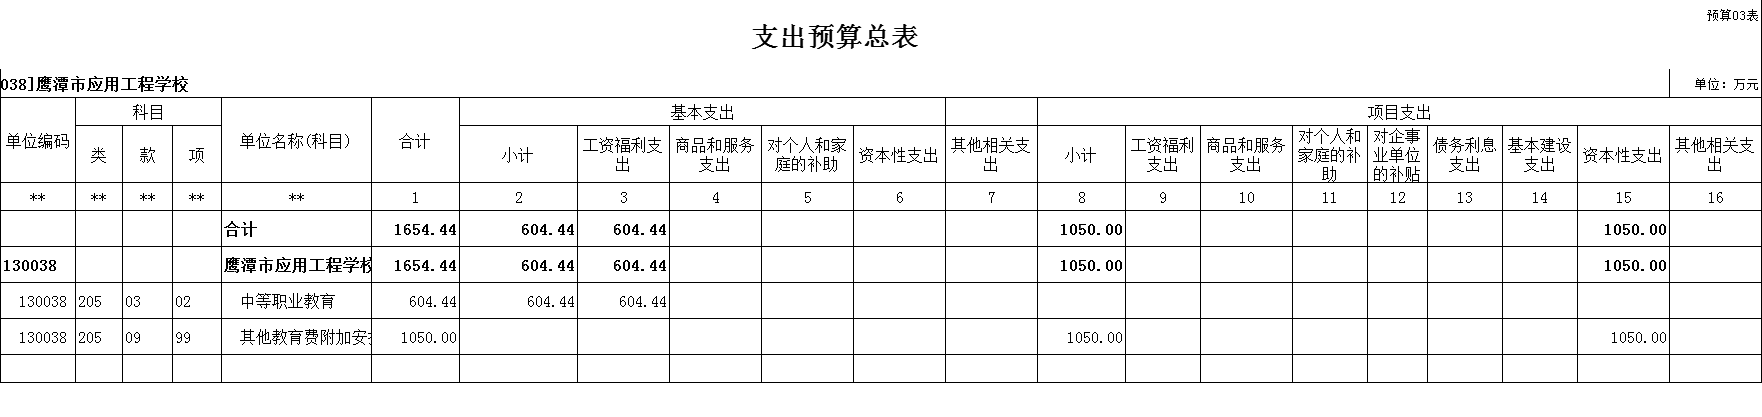 预算03表
支出预算总表
038]鹰潭市应用工程学校 单位：万元
单位编码 科目 单位名称(科目) 合计 基本支出 项目支出
类 款 项 小计 工资福利支出 商品和服务支出 对个人和家庭的补助 资本性支出 其他相关支出 小计 工资福利支出 商品和服务支出 对个人和家庭的补助 对企事业单位的补贴 债务利息支出 基本建设支出 资本性支出 其他相关支出
** ** ** ** ** 1 2 3 4 5 6 7 8 9 10 11 12 13 14 15 16
合计 1654.44 604.44 604.44 1050.00 1050.00
130038 鹰潭市应用工程学校 1654.44 604.44 604.44 1050.00 1050.00
130038 205 03 02 中等职业教育 604.44 604.44 604.44
130038 205 09 99 其他教育费附加安 1050.00 1050.00 1050.00